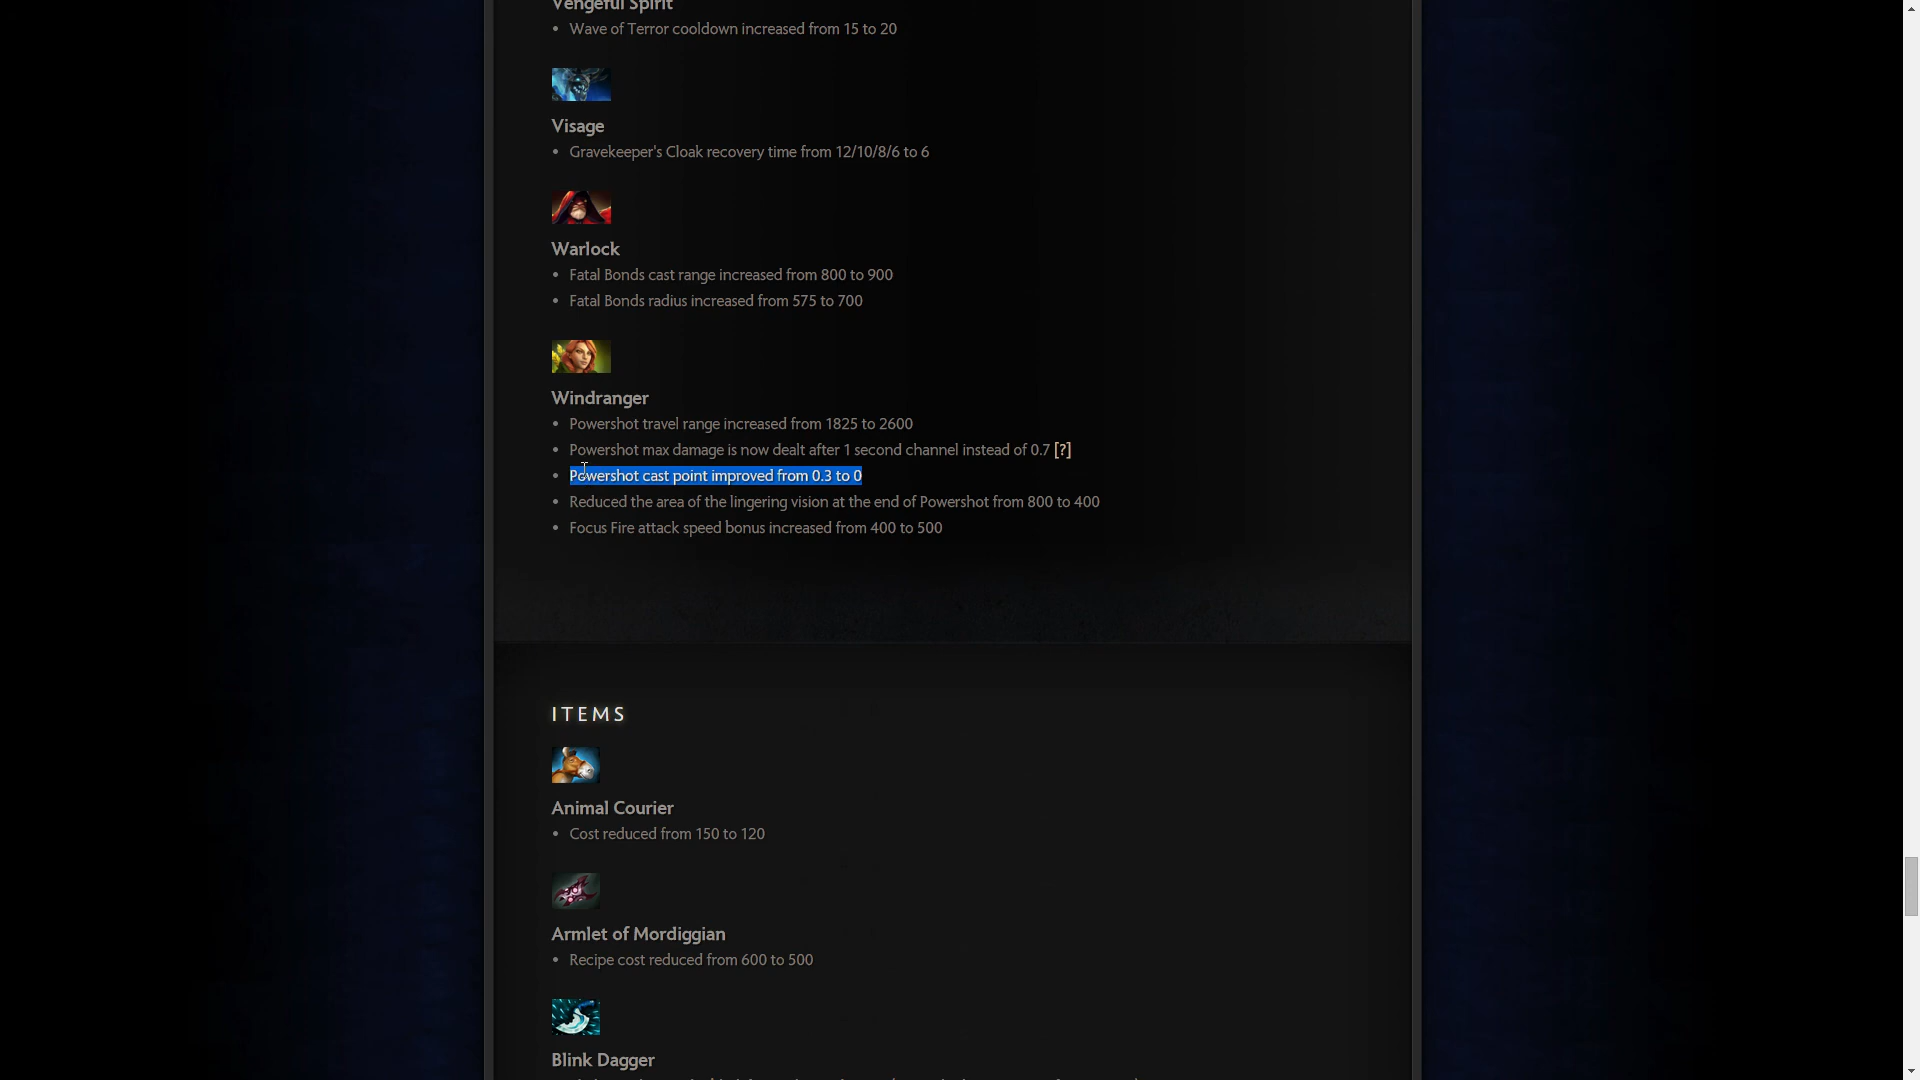 Vengeful Spirit
• Wave of Terror cooldown increased from 15 to 20
Visage
• Gravekeeper's Cloak recovery time from 12/10/8/6 to 6
Warlock
• Fatal Bonds cast range increased from 800 to 900
• Fatal Bonds radius increased from 575 to 700
Windranger
• Powershot travel range increased from 1825 to 2600
• Powershot max damage is now dealt after 1 second channel instead of 0.7 [?]
• Powershot cast point improved from 0.3 to 0
• Reduced the area of the lingering vision at the end of Powershot from 800 to 400
• Focus Fire attack speed bonus increased from 400 to 500
ITEMS
Animal Courier
• Cost reduced from 150 to 120
Armlet of Mordiggian
• Recipe cost reduced from 600 to 500
Blink Dagger